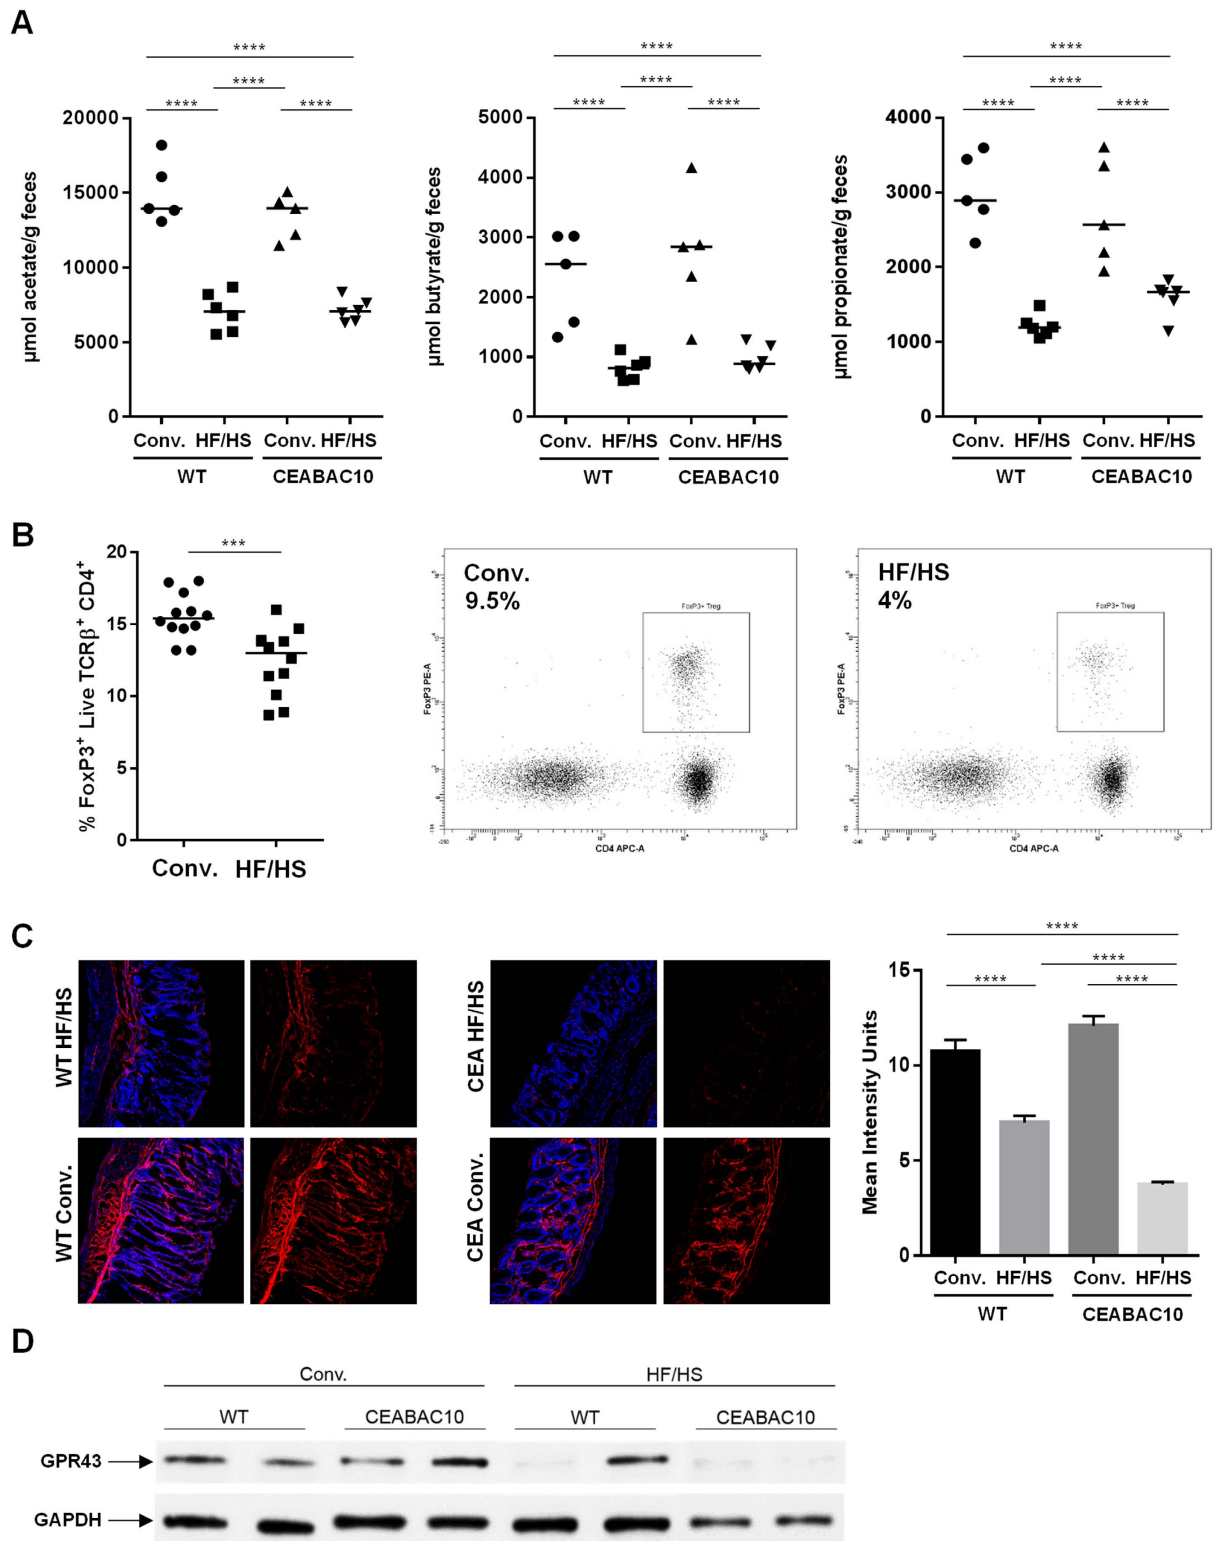 A
****
****
****
****
20000
15000
10000
5000
0
µmol acetate/g feces
Conv. HF/HS Conv. HF/HS
WT CEABAC10
****
****
****
****
5000
4000
3000
2000
1000
0
µmol butyrate/g feces
Conv. HF/HS Conv. HF/HS
WT CEABAC10
****
****
****
****
4000
3000
2000
1000
0
µmol propionate/g feces
Conv. HF/HS Conv. HF/HS
WT CEABAC10
B
***
20
15
10
5
0
% FoxP3⁺ Live TCRβ⁺ CD4⁺
Conv. HF/HS
Conv.
9.5%
FoxP3+ Treg
FoxP3 PE-A
CD4 APC-A
HF/HS
4%
FoxP3+ Treg
FoxP3 PE-A
CD4 APC-A
C
WT HF/HS
WT Conv.
CEA HF/HS
CEA Conv.
****
****
****
****
15
10
5
0
Mean Intensity Units
Conv. HF/HS Conv. HF/HS
WT CEABAC10
D
Conv. HF/HS
WT CEABAC10 WT CEABAC10
GPR43
GAPDH